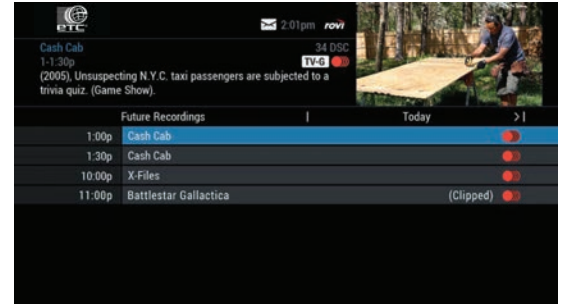 etc
2:01pm rovi
Cash Cab 34 DSC
1-1:30p TV-G
(2005), Unsuspecting N.Y.C. taxi passengers are subjected to a
trivia quiz. (Game Show).
Future Recordings | Today >|
1:00p Cash Cab
1:30p Cash Cab
10:00p X-Files
11:00p Battlestar Gallactica (Clipped)